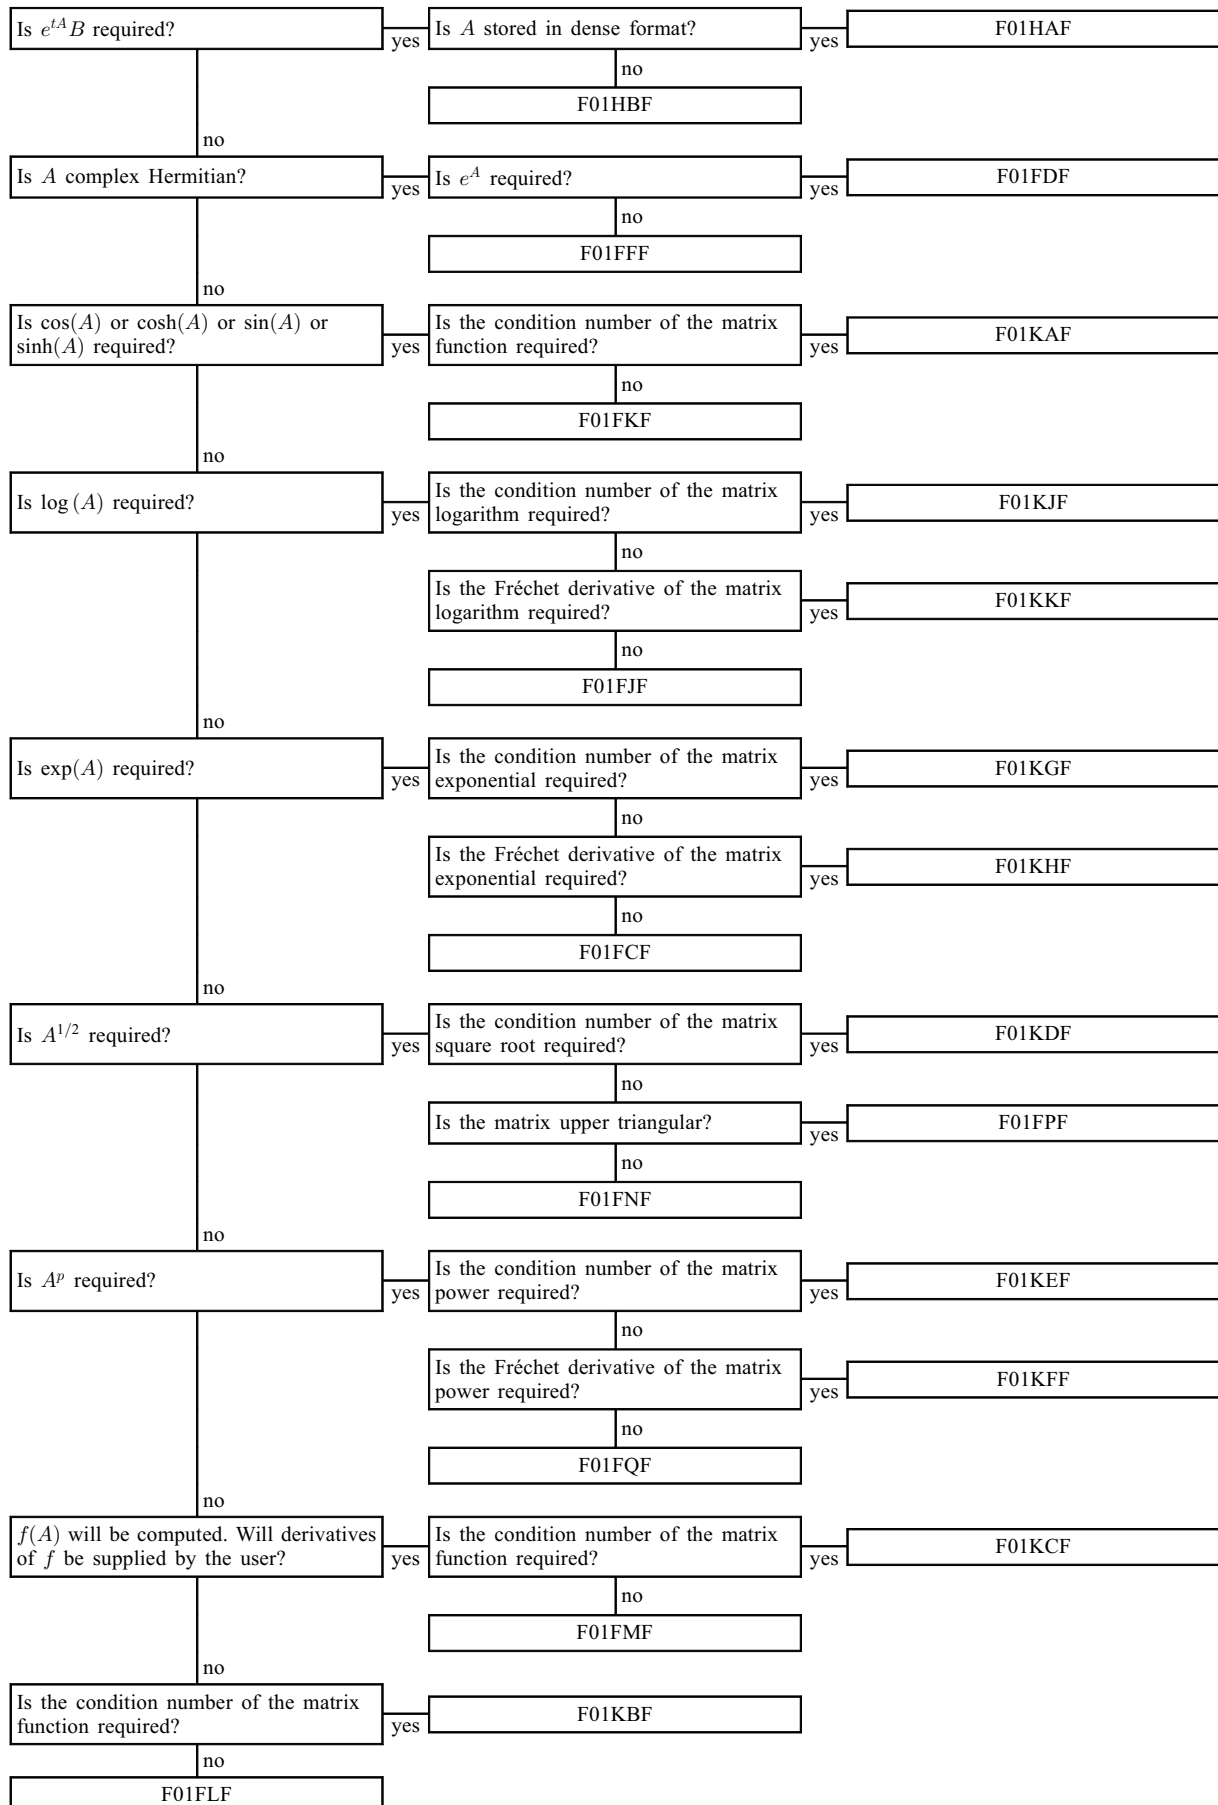 Is e^{tA}B required?
yes
Is A stored in dense format?
yes
F01HAF
no
F01HBF
no
Is A complex Hermitian?
yes
Is e^A required?
yes
F01FDF
no
F01FFF
no
Is cos(A) or cosh(A) or sin(A) or
sinh(A) required?
yes
Is the condition number of the matrix
function required?
yes
F01KAF
no
F01FKF
no
Is log (A) required?
yes
Is the condition number of the matrix
logarithm required?
yes
F01KJF
no
Is the Fréchet derivative of the matrix
logarithm required?
yes
F01KKF
no
F01FJF
no
Is exp(A) required?
yes
Is the condition number of the matrix
exponential required?
yes
F01KGF
no
Is the Fréchet derivative of the matrix
exponential required?
yes
F01KHF
no
F01FCF
no
Is A^{1/2} required?
yes
Is the condition number of the matrix
square root required?
yes
F01KDF
no
Is the matrix upper triangular?
yes
F01FPF
no
F01FNF
no
Is A^p required?
yes
Is the condition number of the matrix
power required?
yes
F01KEF
no
Is the Fréchet derivative of the matrix
power required?
yes
F01KFF
no
F01FQF
no
f(A) will be computed. Will derivatives
of f be supplied by the user?
yes
Is the condition number of the matrix
function required?
yes
F01KCF
no
F01FMF
no
Is the condition number of the matrix
function required?
yes
F01KBF
no
F01FLF